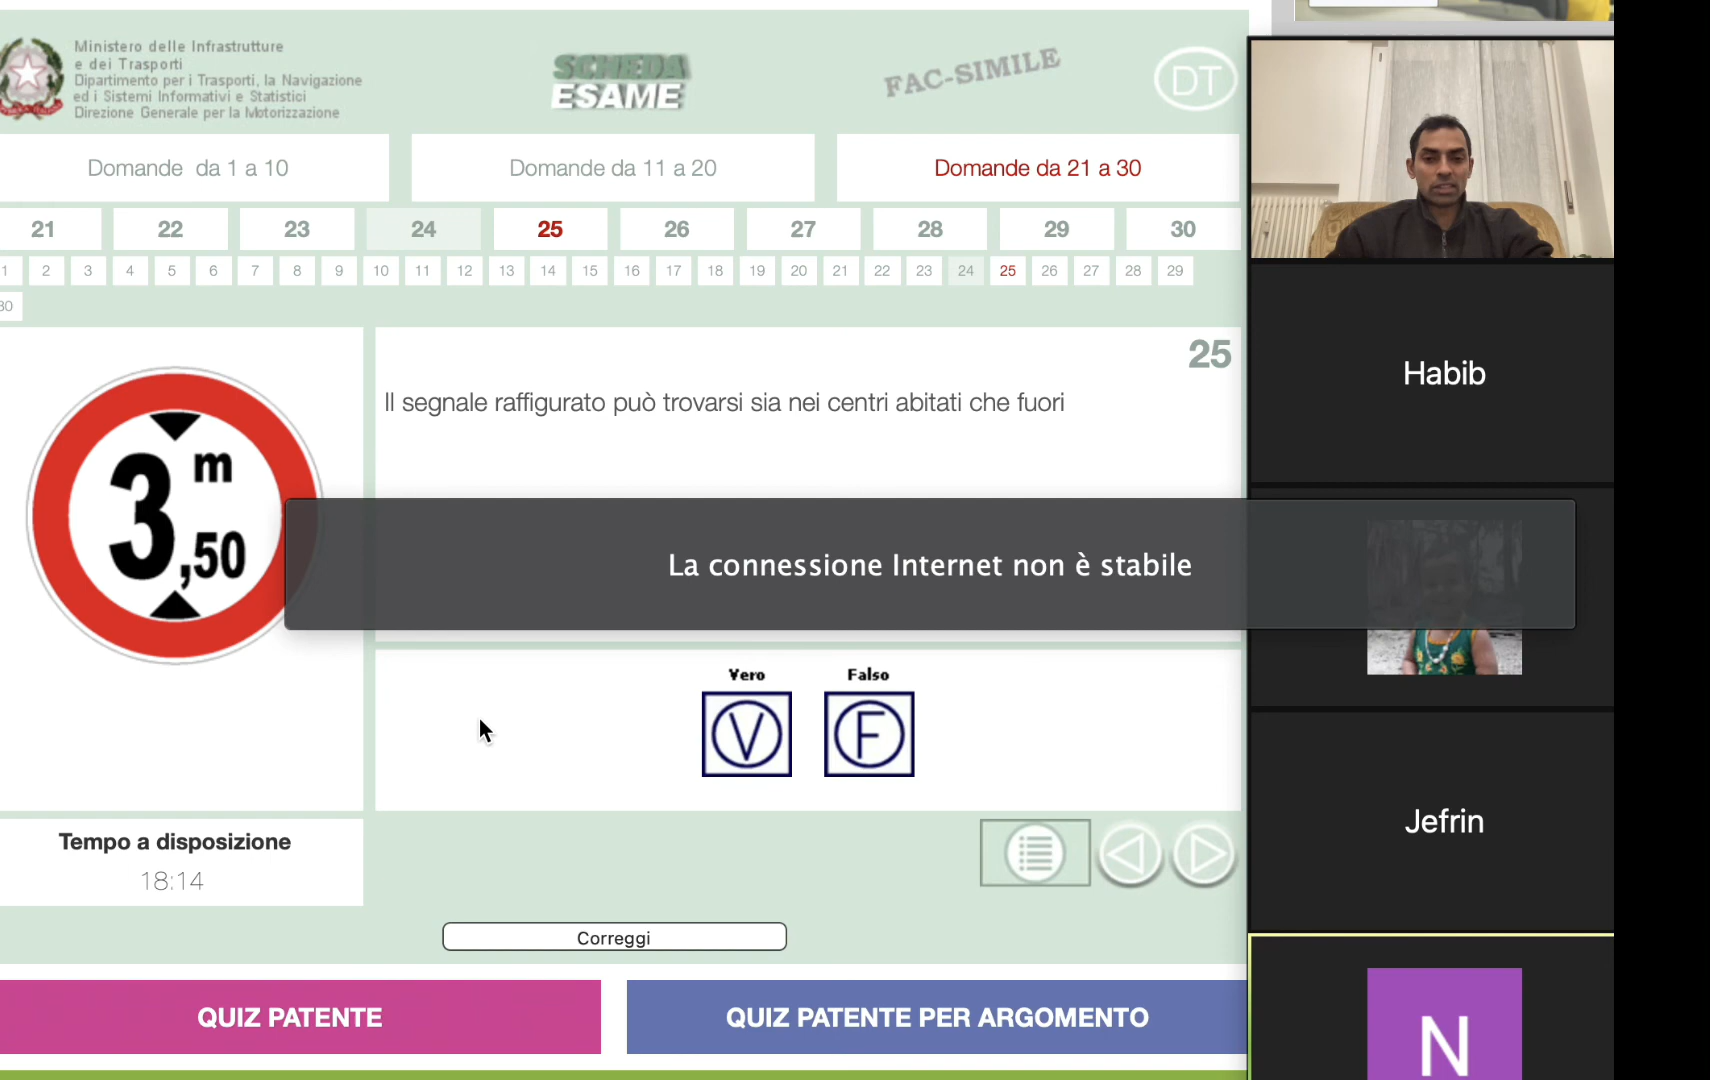 Ministero delle Infrastrutture
e dei Trasporti
Dipartimento per i Trasporti, la Navigazione
ed i Sistemi Informativi e Statistici
Direzione Generale per la Motorizzazione
SCHEDA
ESAME
FAC-SIMILE
DT
Domande da 1 a 10
Domande da 11 a 20
Domande da 21 a 30
21 22 23 24 25 26 27 28 29 30
1 2 3 4 5 6 7 8 9 10 11 12 13 14 15 16 17 18 19 20 21 22 23 24 25 26 27 28 29
30
25
Il segnale raffigurato può trovarsi sia nei centri abitati che fuori
3 m
,50
La connessione Internet non è stabile
Vero Falso
V F
Tempo a disposizione
18:14
Correggi
QUIZ PATENTE
QUIZ PATENTE PER ARGOMENTO
Habib
Jefrin
N